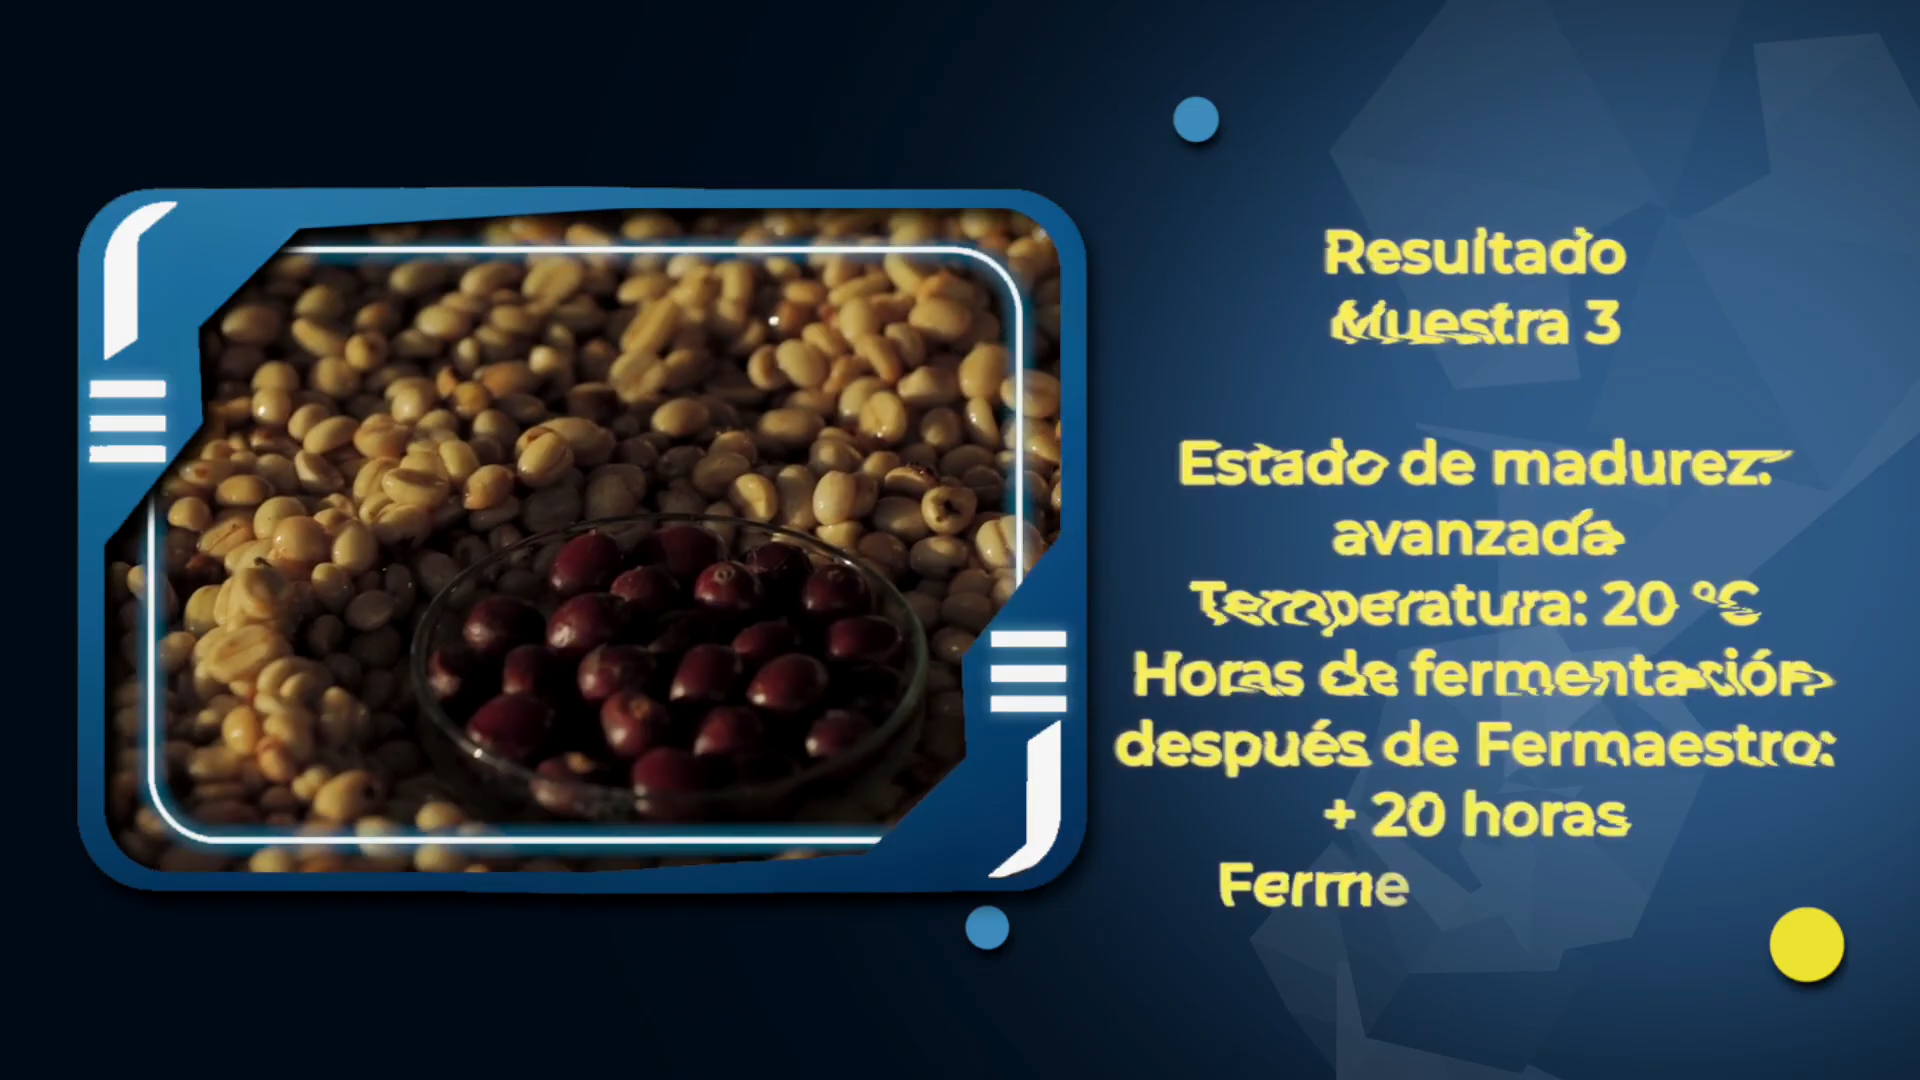 Resultado
Muestra 3
Estado de madurez:
avanzada
Temperatura: 20 °C
Horas de fermentación
después de Fermaestro:
+ 20 horas
Ferme